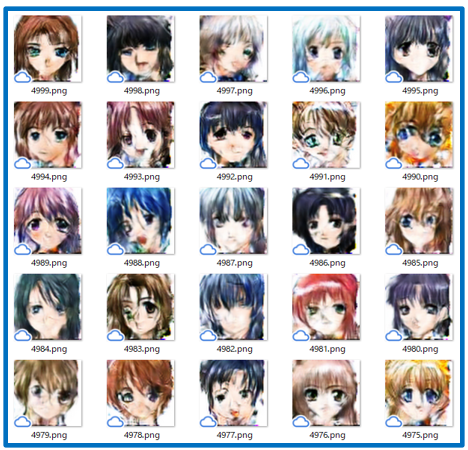 4999.png 4998.png 4997.png 4996.png 4995.png
4994.png 4993.png 4992.png 4991.png 4990.png
4989.png 4988.png 4987.png 4986.png 4985.png
4984.png 4983.png 4982.png 4981.png 4980.png
4979.png 4978.png 4977.png 4976.png 4975.png